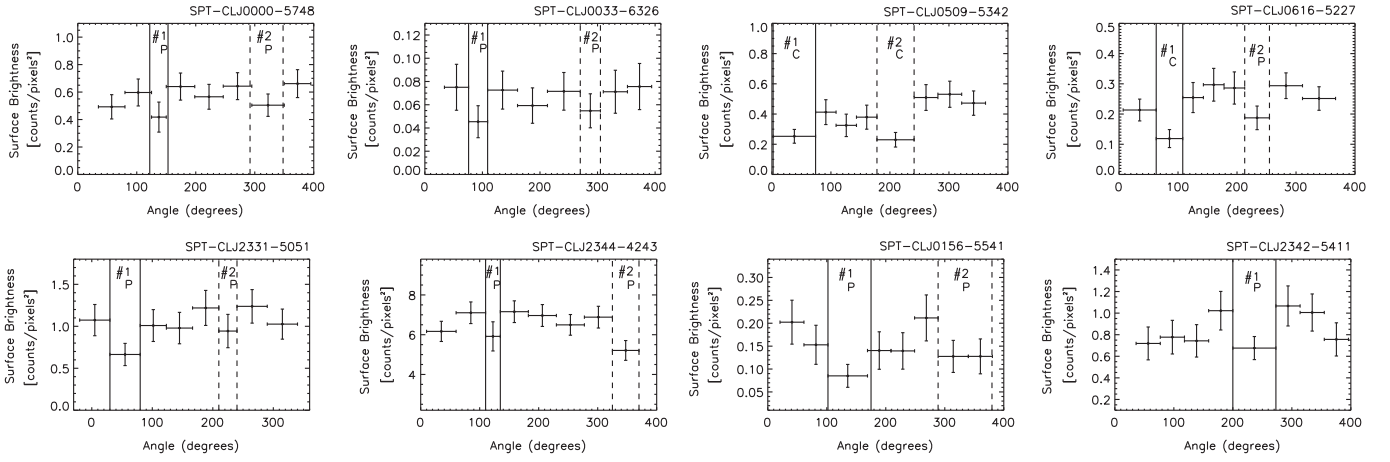 SPT-CLJ0000-5748
#1 P
#2 P
Surface Brightness
[counts/pixels²]
1.0
0.8
0.6
0.4
0.2
0.0
0 100 200 300 400
Angle (degrees)
SPT-CLJ0033-6326
#1 P
#2 P
Surface Brightness
[counts/pixels²]
0.12
0.10
0.08
0.06
0.04
0.02
0.00
0 100 200 300 400
Angle (degrees)
SPT-CLJ0509-5342
#1 C
#2 C
Surface Brightness
[counts/pixels²]
1.0
0.8
0.6
0.4
0.2
0.0
0 100 200 300 400
Angle (degrees)
SPT-CLJ0616-5227
#1 C
#2 P
Surface Brightness
[counts/pixels²]
0.5
0.4
0.3
0.2
0.1
0.0
0 100 200 300 400
Angle (degrees)
SPT-CLJ2331-5051
#1 P
#2 P
Surface Brightness
[counts/pixels²]
1.5
1.0
0.5
0.0
0 100 200 300
Angle (degrees)
SPT-CLJ2344-4243
#1 P
#2 P
Surface Brightness
[counts/pixels²]
8
6
4
2
0 100 200 300 400
Angle (degrees)
SPT-CLJ0156-5541
#1 P
#2 P
Surface Brightness
[counts/pixels²]
0.30
0.25
0.20
0.15
0.10
0.05
0 100 200 300 400
Angle (degrees)
SPT-CLJ2342-5411
#1 P
Surface Brightness
[counts/pixels²]
1.4
1.2
1.0
0.8
0.6
0.4
0.2
0 100 200 300 400
Angle (degrees)